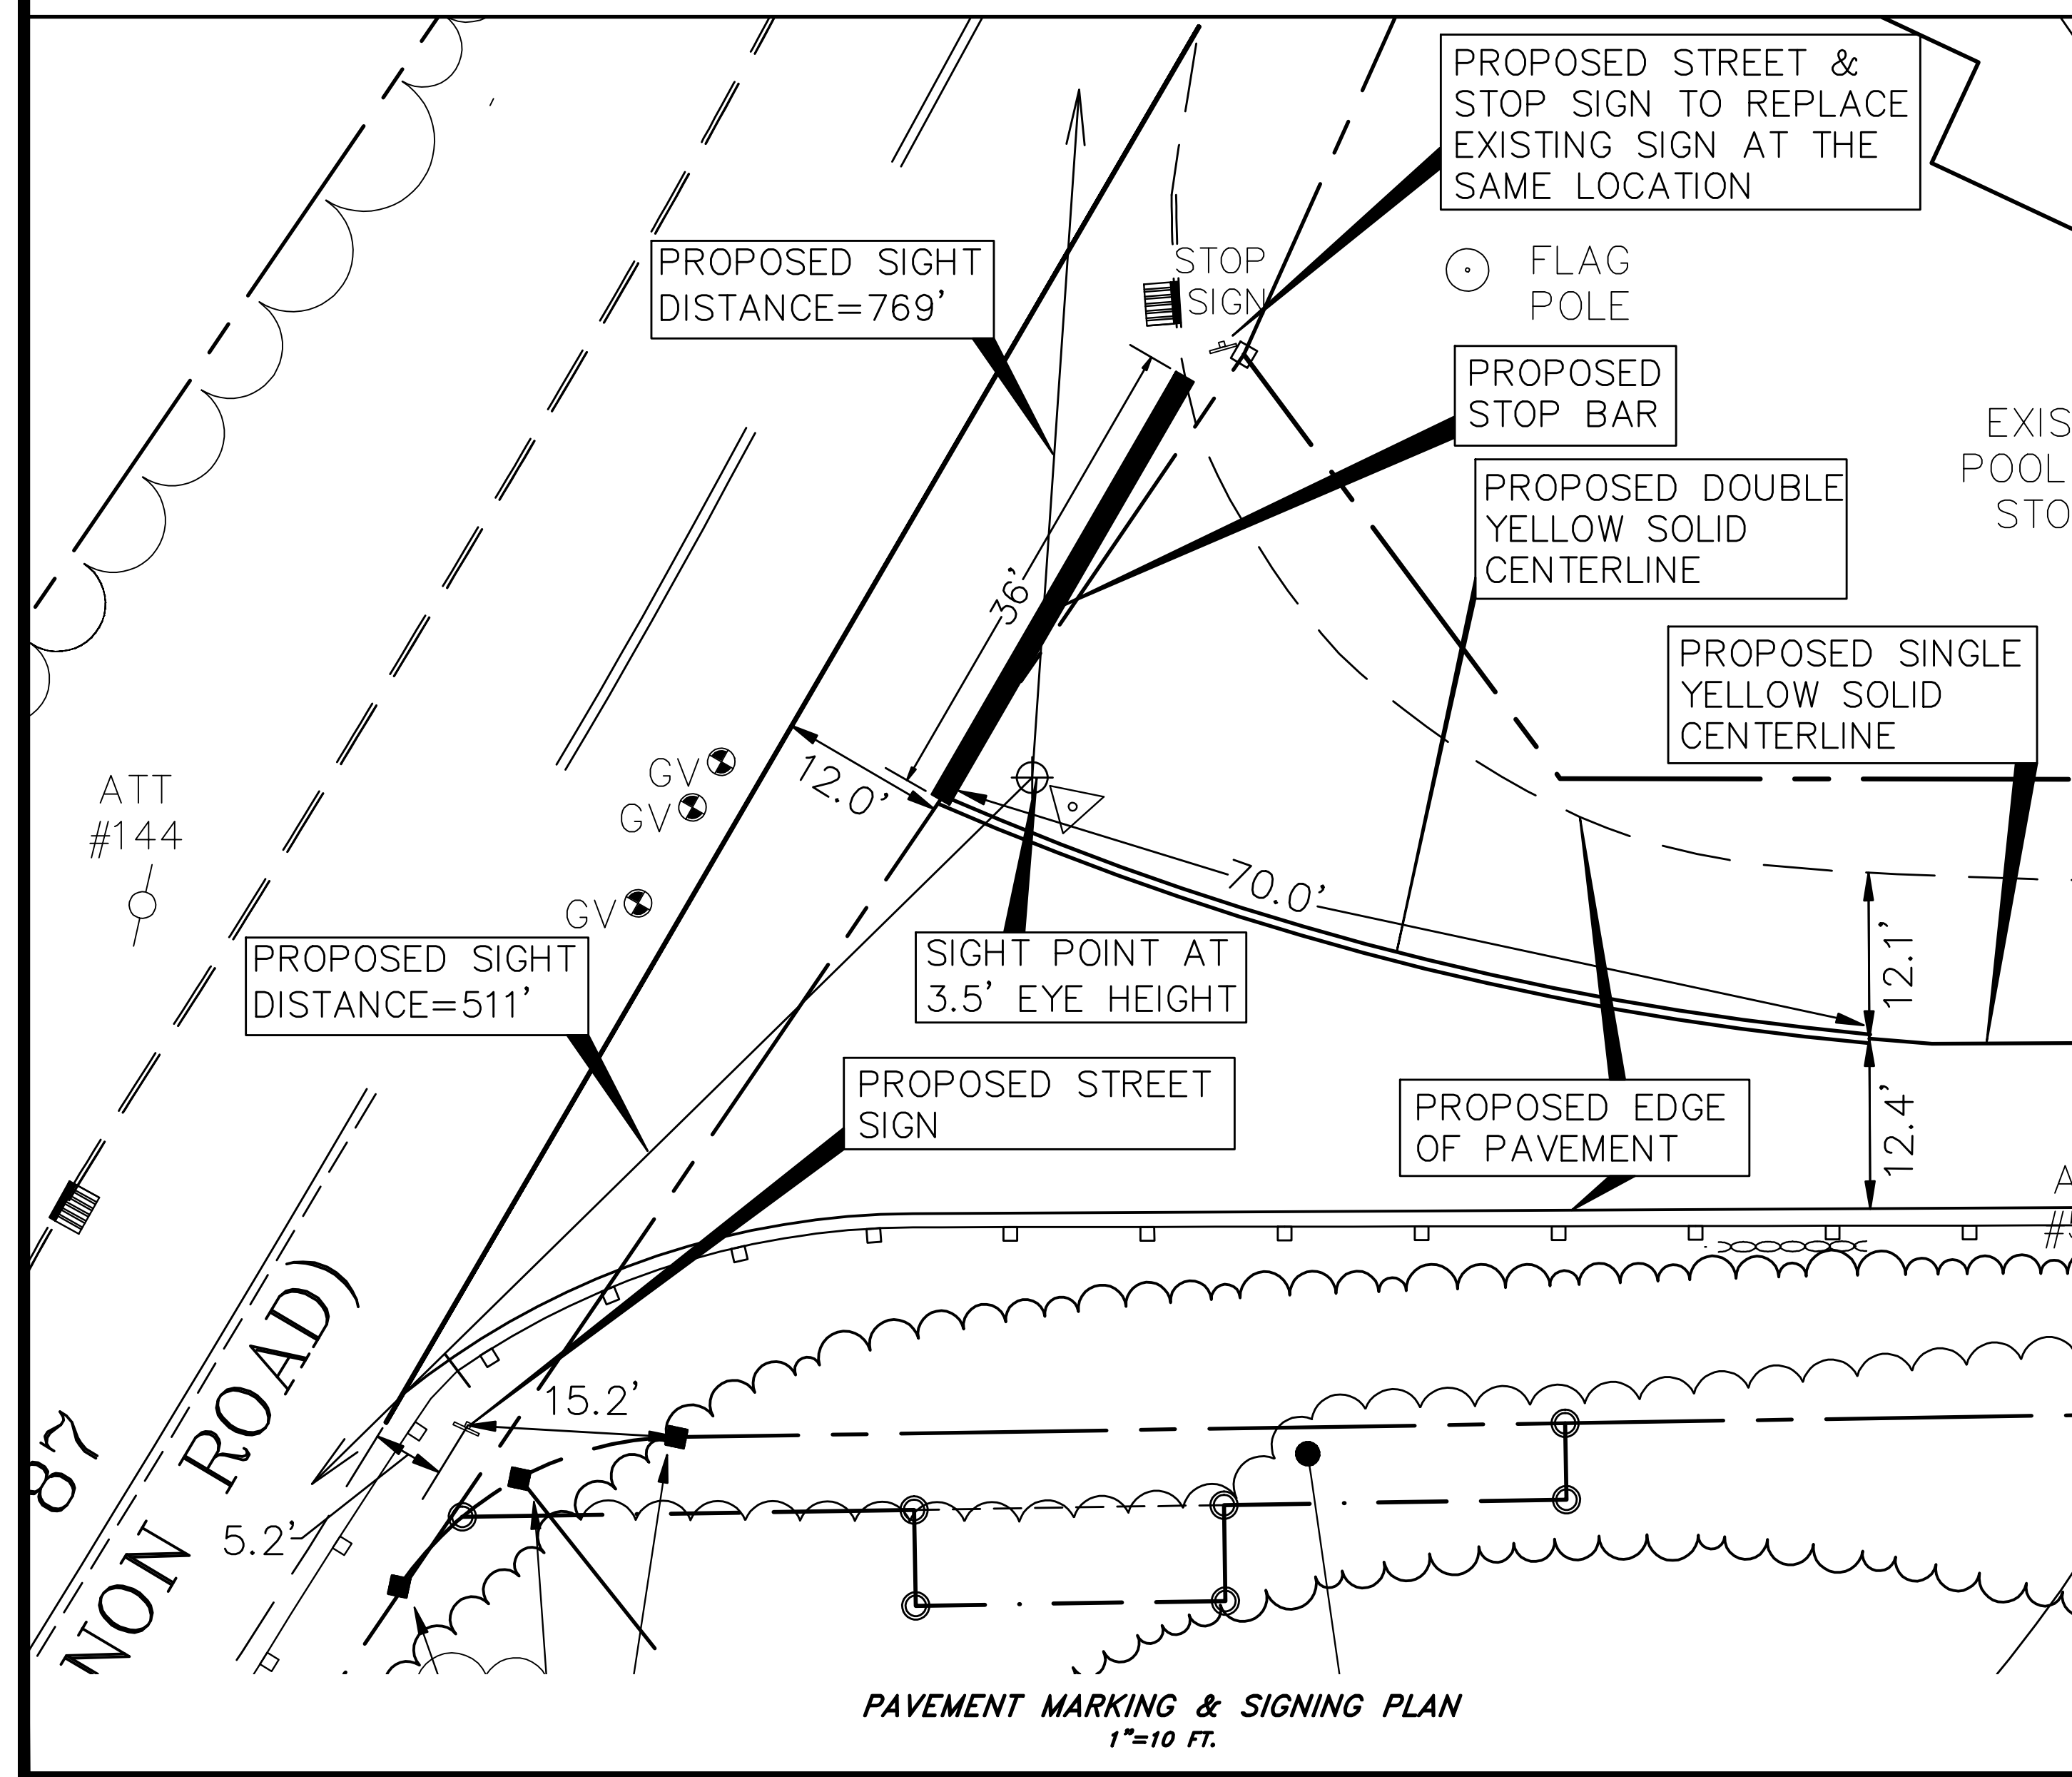 PROPOSED STREET &
STOP SIGN TO REPLACE
EXISTING SIGN AT THE
SAME LOCATION
PROPOSED SIGHT
DISTANCE=769'
STOP
SIGN
FLAG
POLE
PROPOSED
STOP BAR
PROPOSED DOUBLE
YELLOW SOLID
CENTERLINE
POOL
36'
PROPOSED SINGLE
YELLOW SOLID
CENTERLINE
GV
GV
GV
12.0'
ATT
#144
70.0'
PROPOSED SIGHT
DISTANCE=511'
SIGHT POINT AT
3.5' EYE HEIGHT
12.1'
PROPOSED STREET
SIGN
PROPOSED EDGE
OF PAVEMENT
12.4'
15.2'
5.2'
87
NON ROAD)
PAVEMENT MARKING & SIGNING PLAN
1"=10 FT.